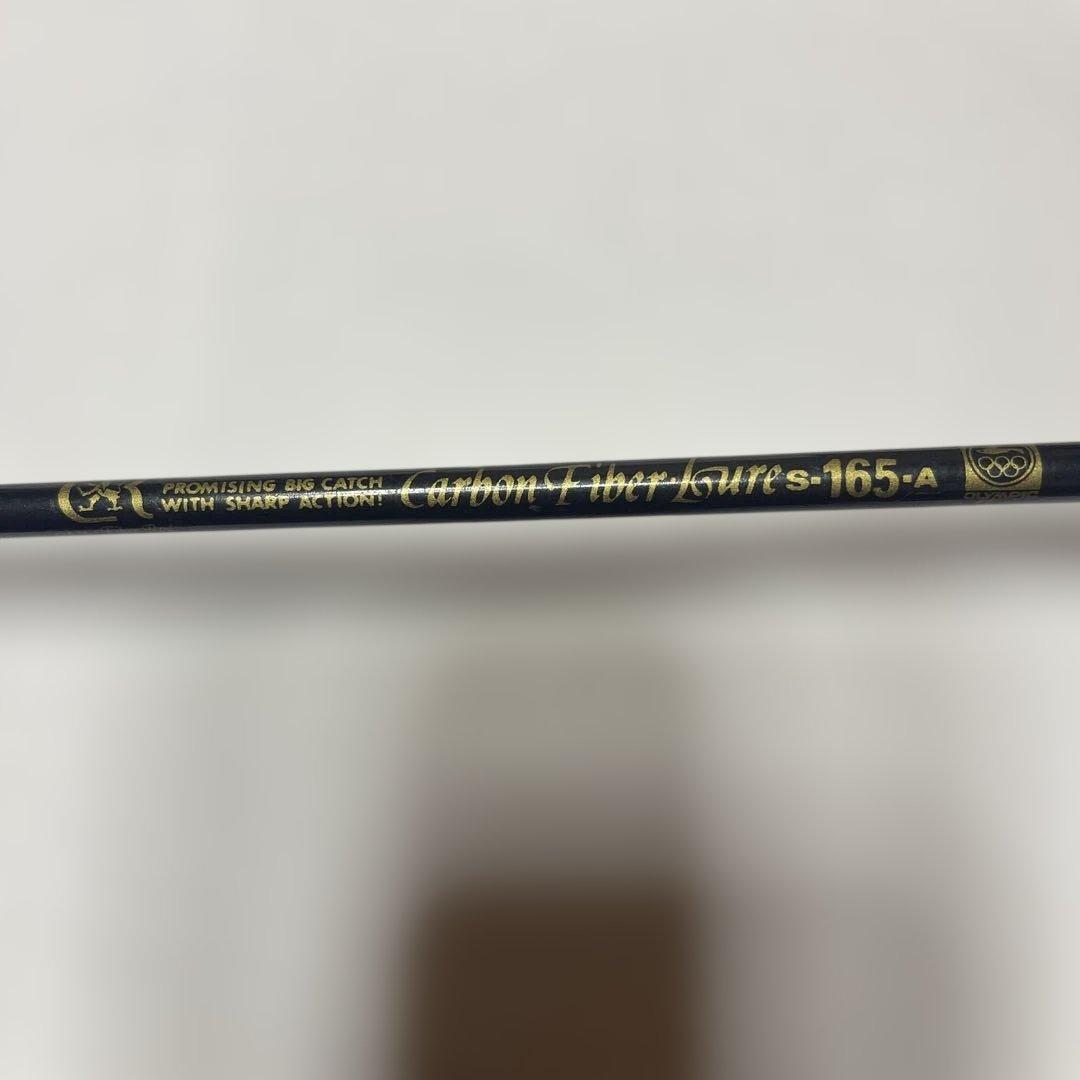 PROMISING BIG CATCH
WITH SHARP ACTION!
Carbon Fiber Lure S-165-A
OLYMPIC